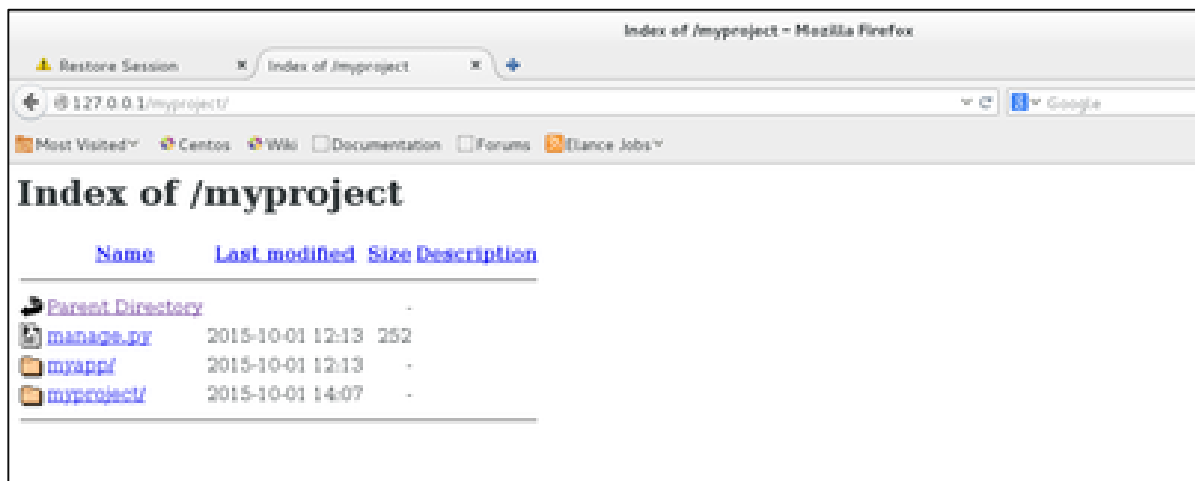 Index of /myproject - Mozilla Firefox
Restore Session × Index of /myproject ×
127.0.0.1/myproject/ Google
Most Visited Centos Wiki Documentation Forums Elance Jobs
Index of /myproject
Name Last modified Size Description
Parent Directory -
manage.py 2015-10-01 12:13 252
myapp/ 2015-10-01 12:13 -
myproject/ 2015-10-01 14:07 -